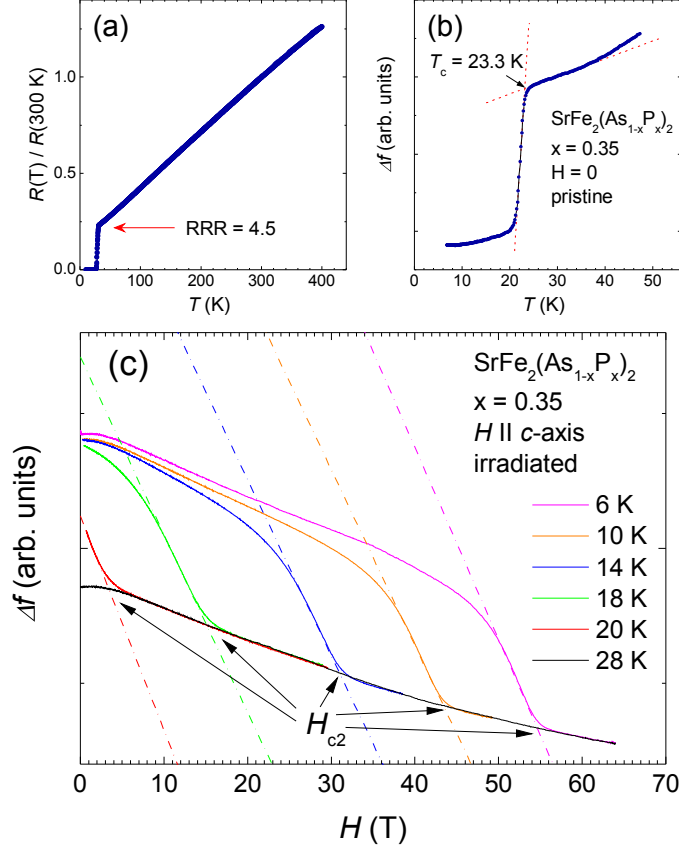 (a)
1.0
0.5
0.0
R(T) / R(300 K)
RRR = 4.5
0 100 200 300 400
T (K)
(b)
T_c = 23.3 K
Δf (arb. units)
SrFe₂(As₁₋ₓPₓ)₂
x = 0.35
H = 0
pristine
0 10 20 30 40 50
T (K)
(c)
SrFe₂(As₁₋ₓPₓ)₂
x = 0.35
H II c-axis
irradiated
6 K
10 K
14 K
18 K
20 K
28 K
Δf (arb. units)
H_c2
0 10 20 30 40 50 60 70
H (T)